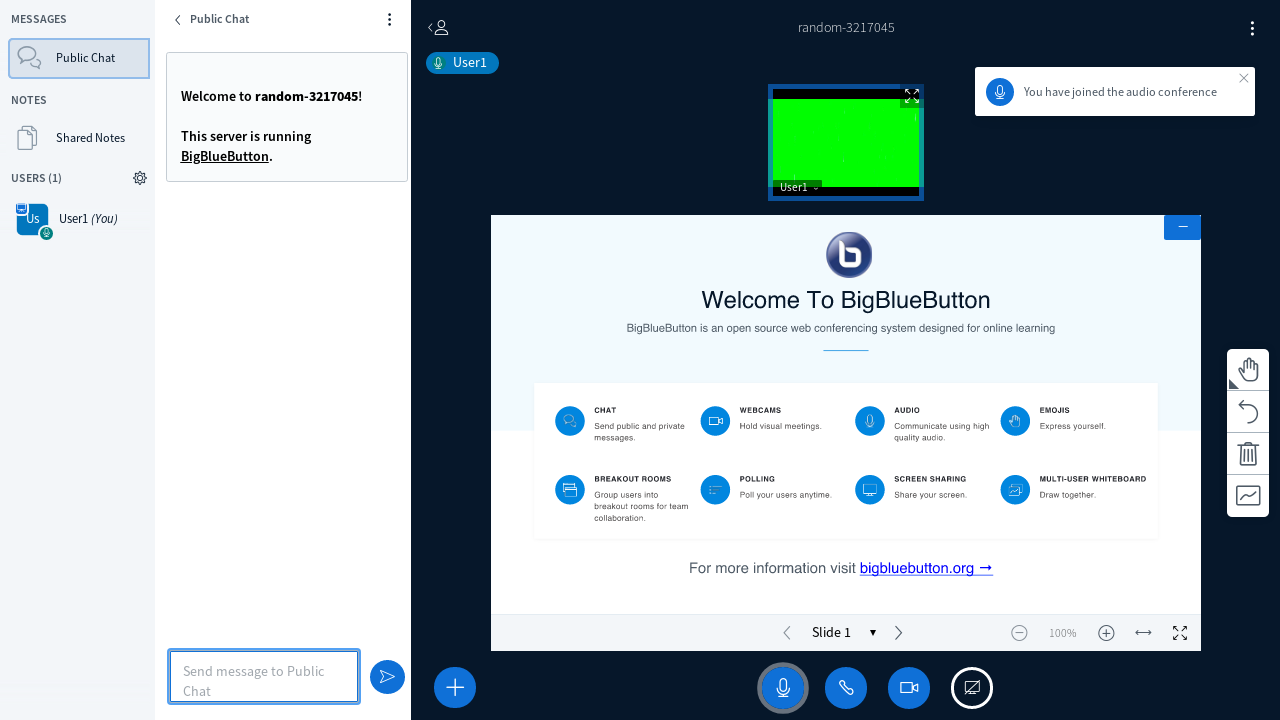 MESSAGES
Public Chat
NOTES
Shared Notes
USERS (1)
Us
User1 (You)
Public Chat
Welcome to random-3217045!
This server is running
BigBlueButton.
Send message to Public
Chat
random-3217045
User1
You have joined the audio conference
User1
Welcome To BigBlueButton
BigBlueButton is an open source web conferencing system designed for online learning
CHAT
Send public and private
messages.
WEBCAMS
Hold visual meetings.
AUDIO
Communicate using high
quality audio.
EMOJIS
Express yourself.
BREAKOUT ROOMS
Group users into
breakout rooms for team
collaboration.
POLLING
Poll your users anytime.
SCREEN SHARING
Share your screen.
MULTI-USER WHITEBOARD
Draw together.
For more information visit bigbluebutton.org →
Slide 1
100%